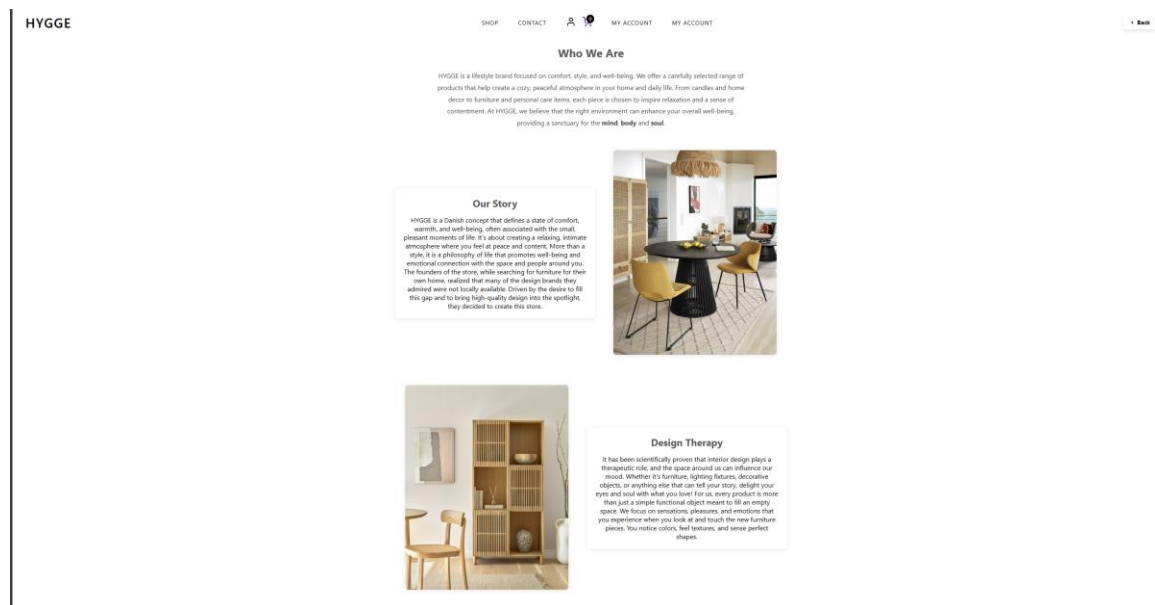 HYGGE
SHOP CONTACT 0 MY ACCOUNT MY ACCOUNT
‹ Back
Who We Are
HYGGE is a lifestyle brand focused on comfort, style, and well-being. We offer a carefully selected range of
products that help create a cozy, peaceful atmosphere in your home and daily life. From candles and home
decor to furniture and personal care items, each piece is chosen to inspire relaxation and a sense of
contentment. At HYGGE, we believe that the right environment can enhance your overall well-being,
providing a sanctuary for the mind, body and soul.
Our Story
HYGGE is a Danish concept that defines a state of comfort,
warmth, and well-being, often associated with the small,
pleasant moments of life. It's about creating a relaxing, intimate
atmosphere where you feel at peace and content. More than a
style, it is a philosophy of life that promotes well-being and
emotional connection with the space and people around you.
The founders of the store, while searching for furniture for their
own home, realized that many of the design brands they
admired were not locally available. Driven by the desire to fill
this gap and to bring high-quality design into the spotlight,
they decided to create this store.
Design Therapy
It has been scientifically proven that interior design plays a
therapeutic role, and the space around us can influence our
mood. Whether it's furniture, lighting fixtures, decorative
objects, or anything else that can tell your story, delight your
eyes and soul with what you love! For us, every product is more
than just a simple functional object meant to fill an empty
space. We focus on sensations, pleasures, and emotions that
you experience when you look at and touch the new furniture
pieces. You notice colors, feel textures, and sense perfect
shapes.